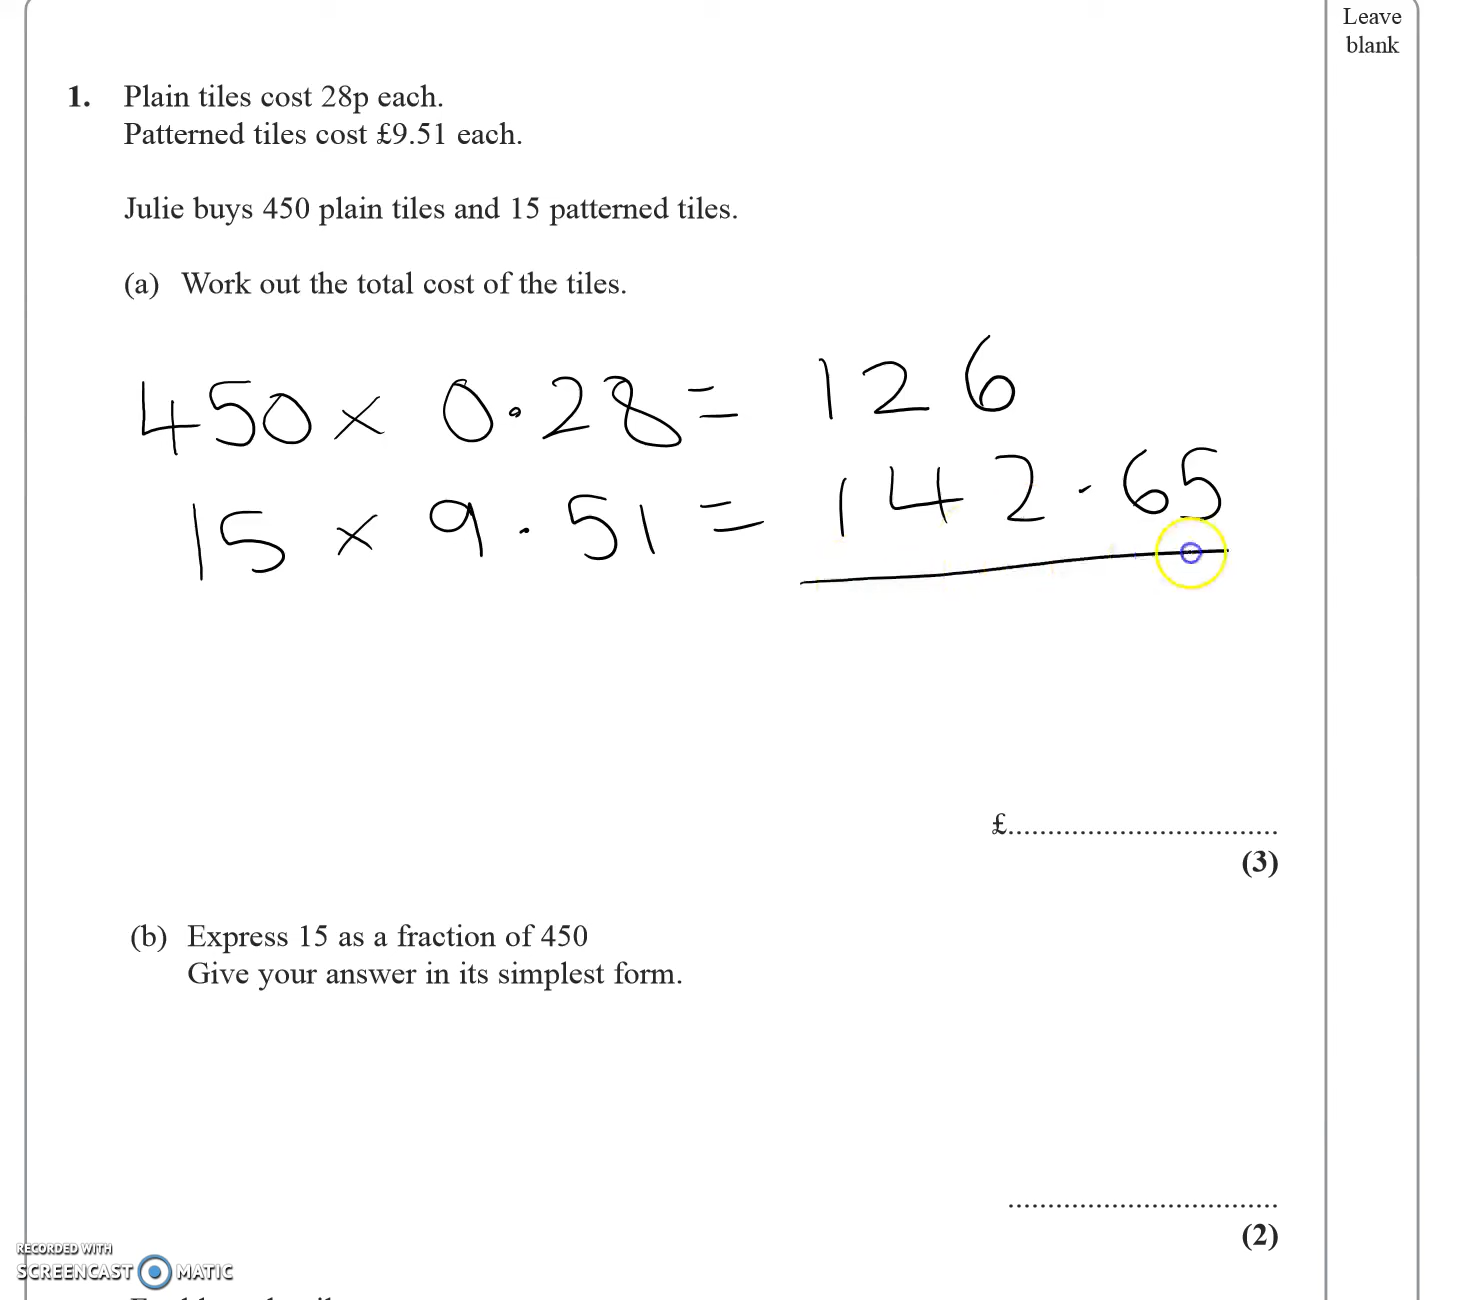 Leave
blank
1. Plain tiles cost 28p each.
Patterned tiles cost £9.51 each.
Julie buys 450 plain tiles and 15 patterned tiles.
(a) Work out the total cost of the tiles.
450 × 0.28 = 126
15 × 9.51 = 142.65
£..................................
(3)
(b) Express 15 as a fraction of 450
Give your answer in its simplest form.
..................................
(2)
RECORDED WITH
SCREENCAST MATIC